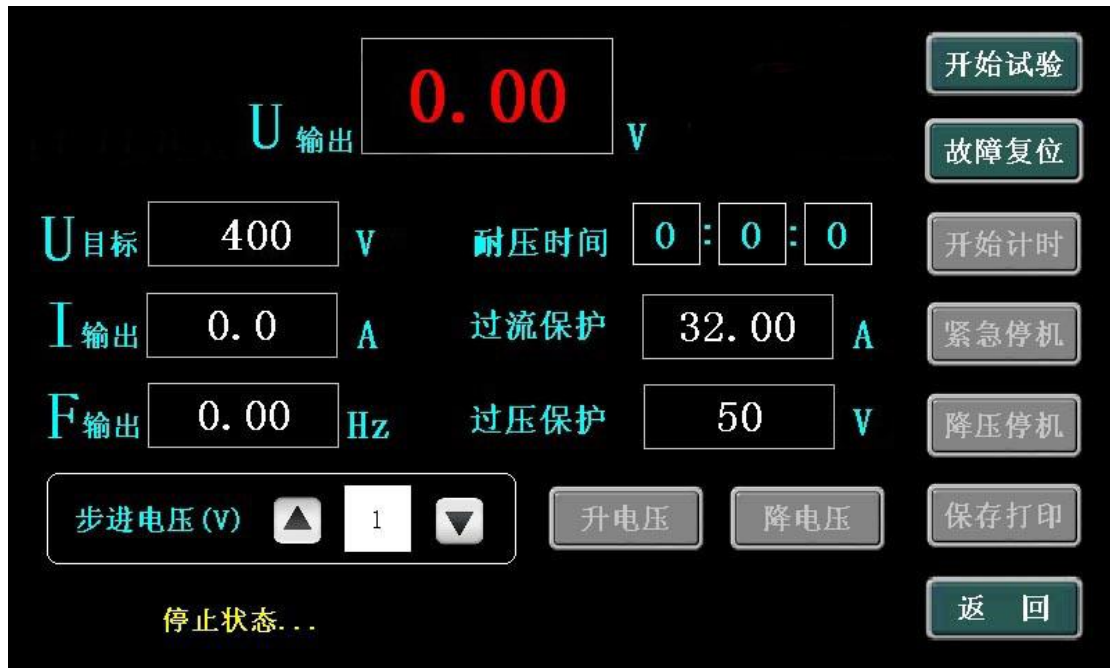 U 输出 0.00 V
U目标 400 V
I输出 0.0 A
F输出 0.00 Hz
耐压时间 0:0:0
过流保护 32.00 A
过压保护 50 V
步进电压(V) ▲ 1 ▼
升电压
降电压
停止状态...
开始试验
故障复位
开始计时
紧急停机
降压停机
保存打印
返 回